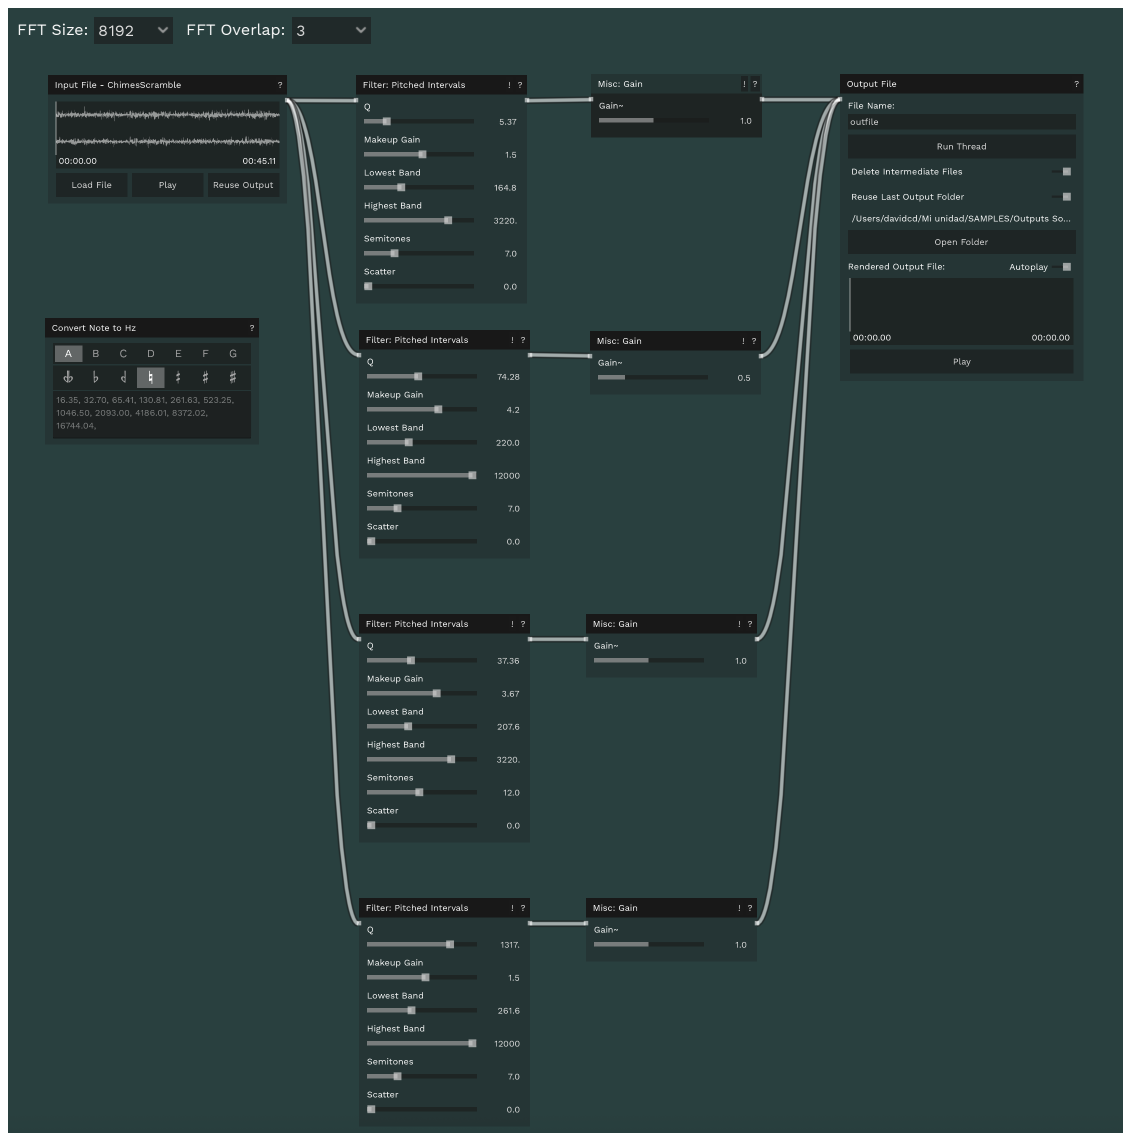 FFT Size: 8192 FFT Overlap: 3
Input File - ChimesScramble ?
00:00.00 00:45.11
Load File Play Reuse Output
Convert Note to Hz ?
A B C D E F G
16.35, 32.70, 65.41, 130.81, 261.63, 523.25,
1046.50, 2093.00, 4186.01, 8372.02,
16744.04,
Filter: Pitched Intervals ! ?
Q
5.37
Makeup Gain
1.5
Lowest Band
164.8
Highest Band
3220.
Semitones
7.0
Scatter
0.0
Misc: Gain ! ?
Gain~
1.0
Filter: Pitched Intervals ! ?
Q
74.28
Makeup Gain
4.2
Lowest Band
220.0
Highest Band
12000
Semitones
7.0
Scatter
0.0
Misc: Gain ! ?
Gain~
0.5
Filter: Pitched Intervals ! ?
Q
37.36
Makeup Gain
3.67
Lowest Band
207.6
Highest Band
3220.
Semitones
12.0
Scatter
0.0
Misc: Gain ! ?
Gain~
1.0
Filter: Pitched Intervals ! ?
Q
1317.
Makeup Gain
1.5
Lowest Band
261.6
Highest Band
12000
Semitones
7.0
Scatter
0.0
Misc: Gain ! ?
Gain~
1.0
Output File ?
File Name:
outfile
Run Thread
Delete Intermediate Files
Reuse Last Output Folder
/Users/davidcd/Mi unidad/SAMPLES/Outputs So...
Open Folder
Rendered Output File: Autoplay
00:00.00 00:00.00
Play